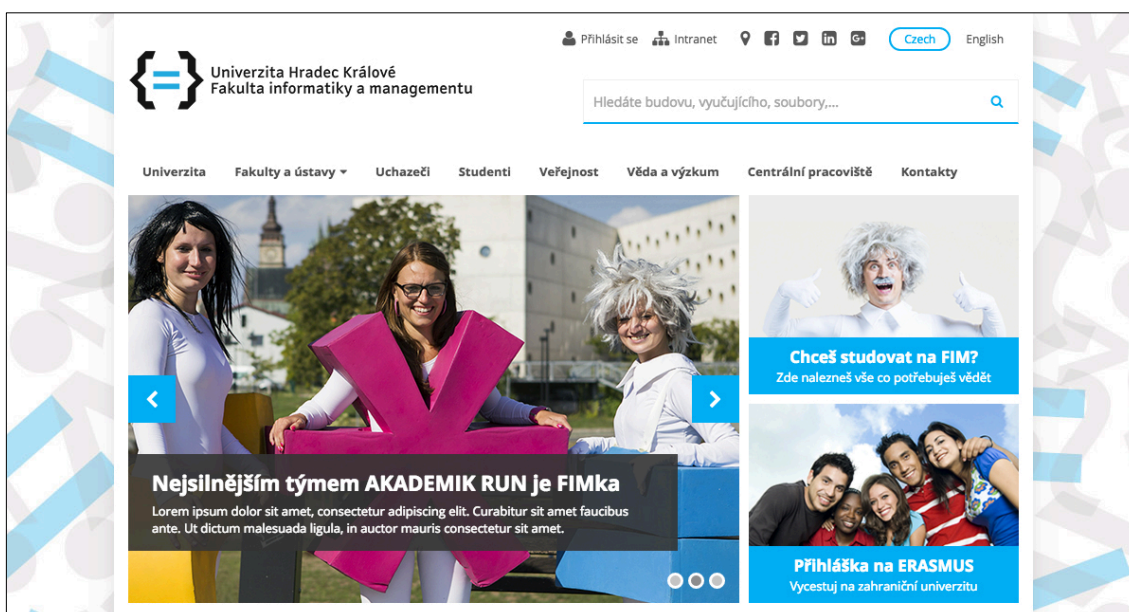 Přihlásit se Intranet Czech English
{=} Univerzita Hradec Králové
Fakulta informatiky a managementu
Hledáte budovu, vyučujícího, soubory,...
Univerzita Fakulty a ústavy Uchazeči Studenti Veřejnost Věda a výzkum Centrální pracoviště Kontakty
Nejsilnějším týmem AKADEMIK RUN je FIMka
Lorem ipsum dolor sit amet, consectetur adipiscing elit. Curabitur sit amet faucibus
ante. Ut dictum malesuada ligula, in auctor mauris consectetur sit amet.
Chceš studovat na FIM?
Zde nalezneš vše co potřebuješ vědět
Přihláška na ERASMUS
Vycestuj na zahraniční univerzitu